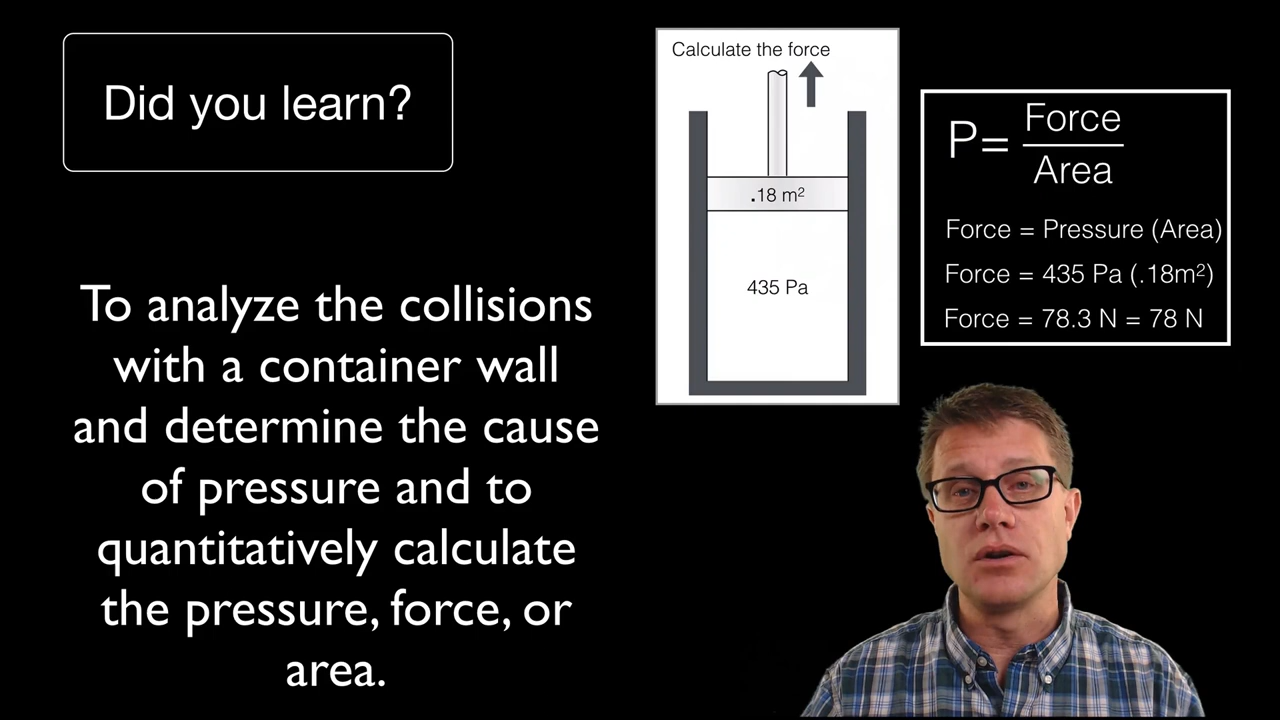 Did you learn?
To analyze the collisions
with a container wall
and determine the cause
of pressure and to
quantitatively calculate
the pressure, force, or
area.
Calculate the force
.18 m²
435 Pa
P= Force
Area
Force = Pressure (Area)
Force = 435 Pa (.18m²)
Force = 78.3 N = 78 N